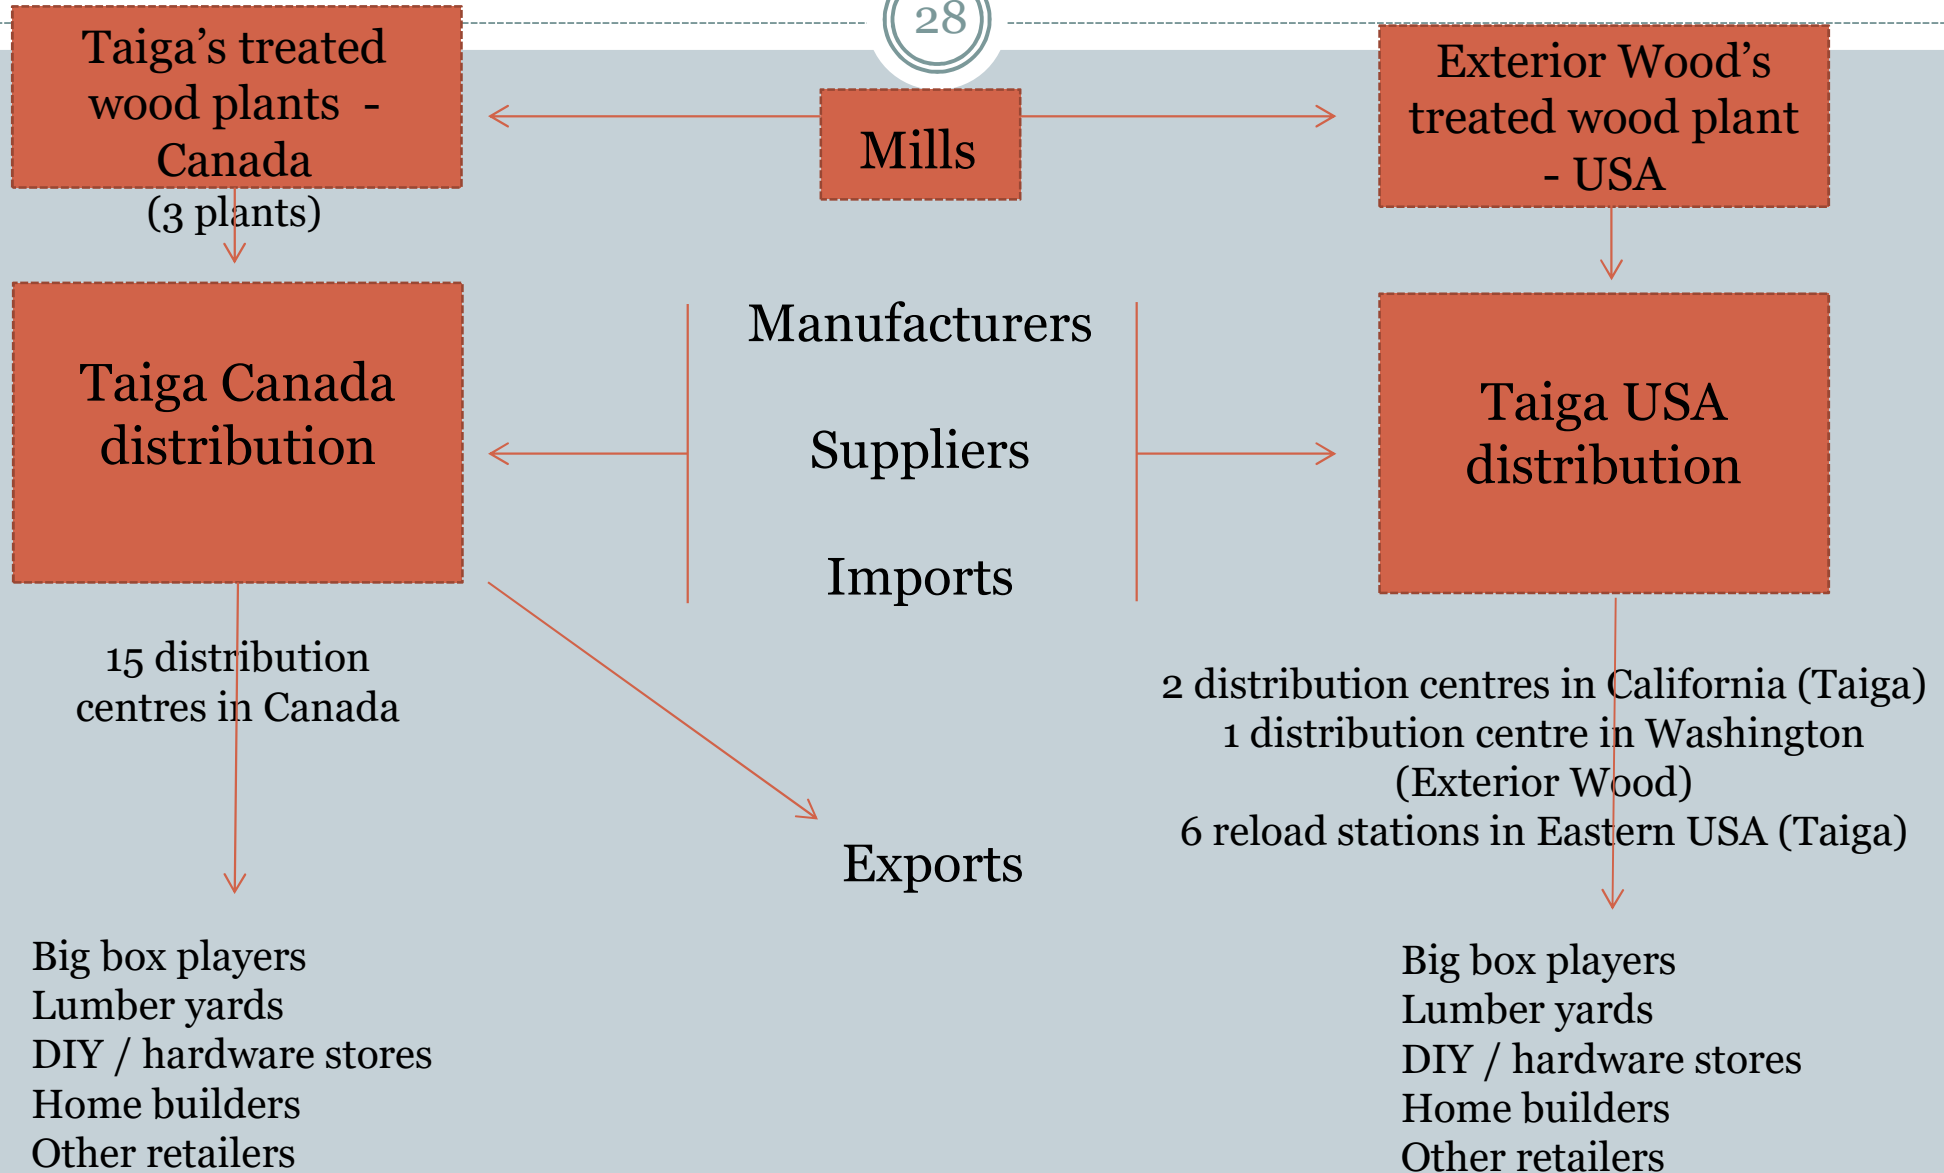 28
Taiga’s treated
wood plants -
Canada
(3 plants)
Mills
Exterior Wood’s
treated wood plant
- USA
Taiga Canada
distribution
Manufacturers
Suppliers
Imports
Taiga USA
distribution
15 distribution
centres in Canada
2 distribution centres in California (Taiga)
1 distribution centre in Washington
(Exterior Wood)
6 reload stations in Eastern USA (Taiga)
Exports
Big box players
Lumber yards
DIY / hardware stores
Home builders
Other retailers
Big box players
Lumber yards
DIY / hardware stores
Home builders
Other retailers